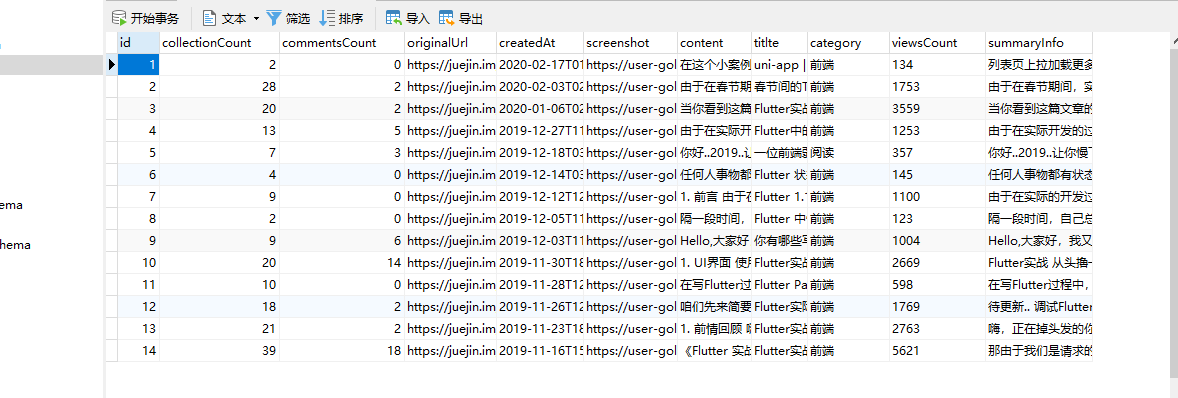 开始事务 文本 筛选 排序 导入 导出
id collectionCount commentsCount originalUrl createdAt screenshot content titlte category viewsCount summaryInfo
1 2 0 https://juejin.im 2020-02-17T01 https://user-gol 在这个小案例 uni-app | 前端 134 列表页上拉加载更多
2 28 2 https://juejin.im 2020-02-03T02 https://user-gol 由于在春节期 春节间的T 前端 1753 由于在春节期间，实
3 20 2 https://juejin.im 2020-01-06T02 https://user-gol 当你看到这篇 Flutter实战 前端 3559 当你看到这篇文章的
4 13 5 https://juejin.im 2019-12-27T11 https://user-gol 由于在实际开 Flutter中的 前端 1253 由于在实际开发的过
5 7 3 https://juejin.im 2019-12-18T03 https://user-gol 你好..2019..让 一位前端 阅读 357 你好..2019..让你慢
6 4 0 https://juejin.im 2019-12-14T03 https://user-gol 任何人事物都 Flutter 状 前端 145 任何人事物都有状态
7 9 0 https://juejin.im 2019-12-12T12 https://user-gol 1. 前言 由于在 Flutter 1. 前端 1100 由于在实际的开发过
8 2 0 https://juejin.im 2019-12-05T11 https://user-gol 隔一段时间， Flutter 中 前端 123 隔一段时间，自己总
9 9 6 https://juejin.im 2019-12-03T11 https://user-gol Hello,大家好 你有哪些 前端 1004 Hello,大家好，我又
ema
10 20 14 https://juejin.im 2019-11-30T18 https://user-gol 1. UI界面 使 Flutter实战 前端 2669 Flutter实战 从头撸一
hema
11 10 0 https://juejin.im 2019-11-28T12 https://user-gol 在写Flutter过 Flutter Pa 前端 598 在写Flutter过程中，
12 18 2 https://juejin.im 2019-11-26T12 https://user-gol 咱们先来简要 Flutter实际 前端 1769 待更新.. 调试Flutter
13 21 2 https://juejin.im 2019-11-23T18 https://user-gol 1. 前情回顾 Flutter实战 前端 2763 嗨，正在掉头发的你
14 39 18 https://juejin.im 2019-11-16T15 https://user-gol 《Flutter 实战 Flutter实战 前端 5621 那由于我们是请求的